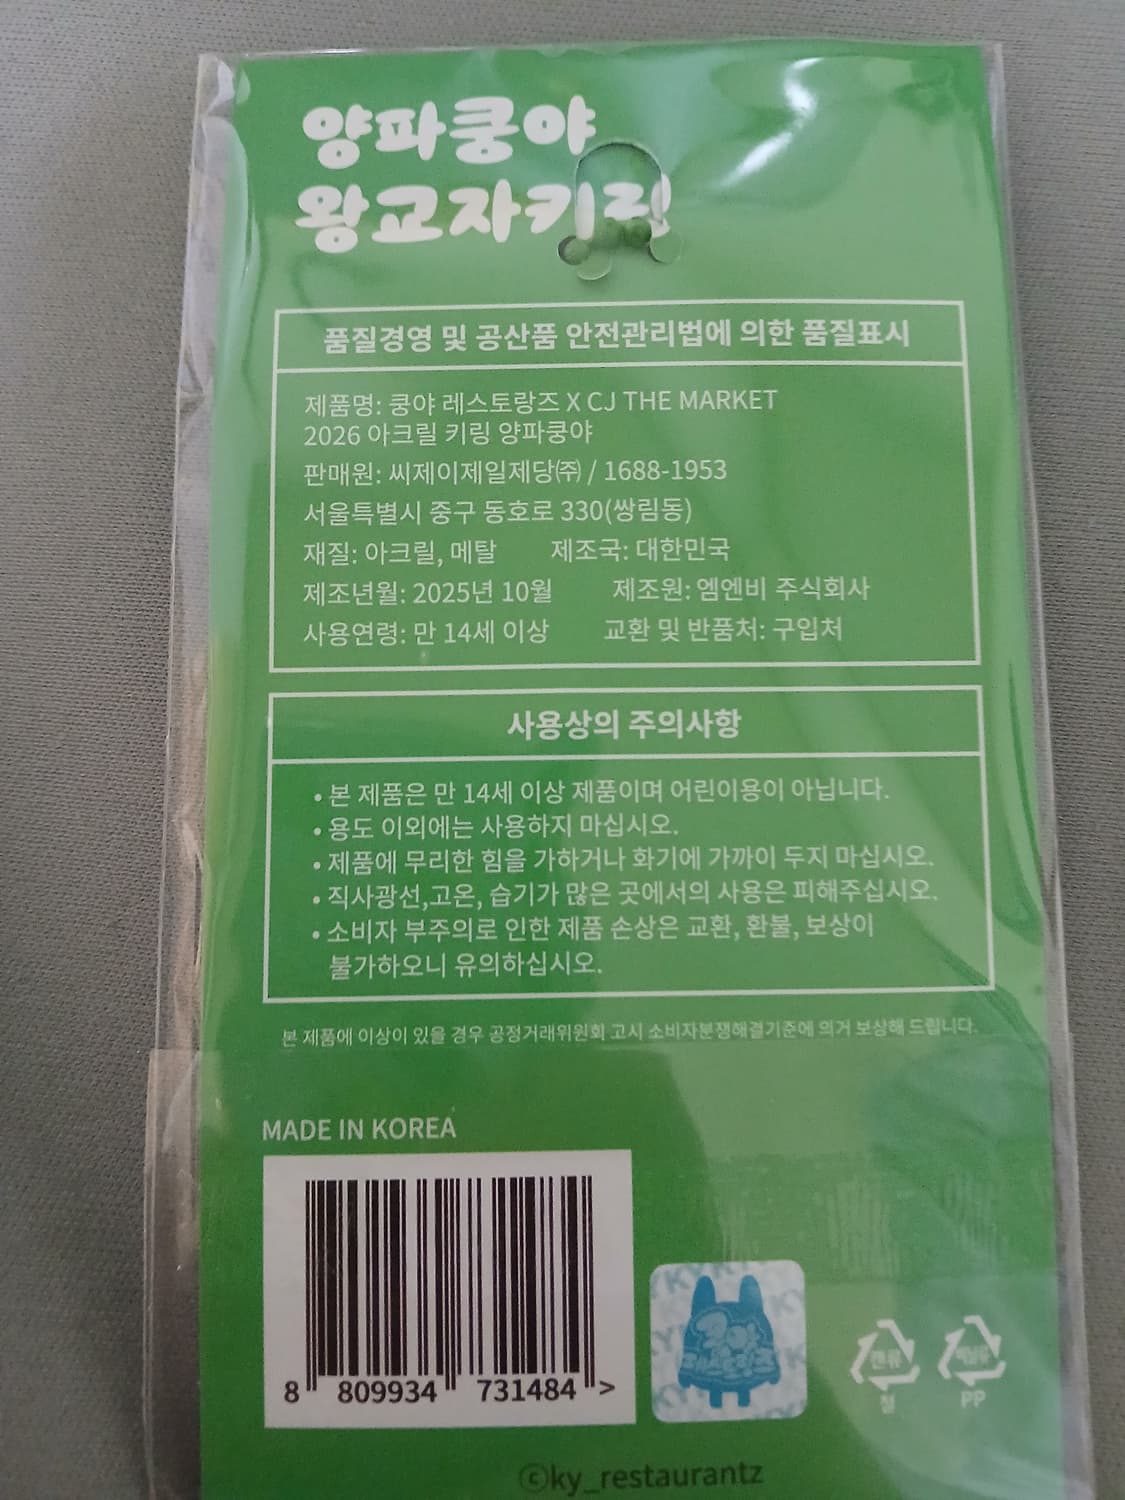 양파쿵야
왕교자키링
품질경영 및 공산품 안전관리법에 의한 품질표시
제품명: 쿵야 레스토랑즈 X CJ THE MARKET
2026 아크릴 키링 양파쿵야
판매원: 씨제이제일제당㈜ / 1688-1953
서울특별시 중구 동호로 330(쌍림동)
재질: 아크릴, 메탈 제조국: 대한민국
제조년월: 2025년 10월 제조원: 엠엔비 주식회사
사용연령: 만 14세 이상 교환 및 반품처: 구입처
사용상의 주의사항
• 본 제품은 만 14세 이상 제품이며 어린이용이 아닙니다.
• 용도 이외에는 사용하지 마십시오.
• 제품에 무리한 힘을 가하거나 화기에 가까이 두지 마십시오.
• 직사광선,고온, 습기가 많은 곳에서의 사용은 피해주십시오.
• 소비자 부주의로 인한 제품 손상은 교환, 환불, 보상이
불가하오니 유의하십시오.
본 제품에 이상이 있을 경우 공정거래위원회 고시 소비자분쟁해결기준에 의거 보상해 드립니다.
MADE IN KOREA
8 809934 731484 >
쿵야
레스토랑즈
캔류
철 PP
ⓒky_restaurantz